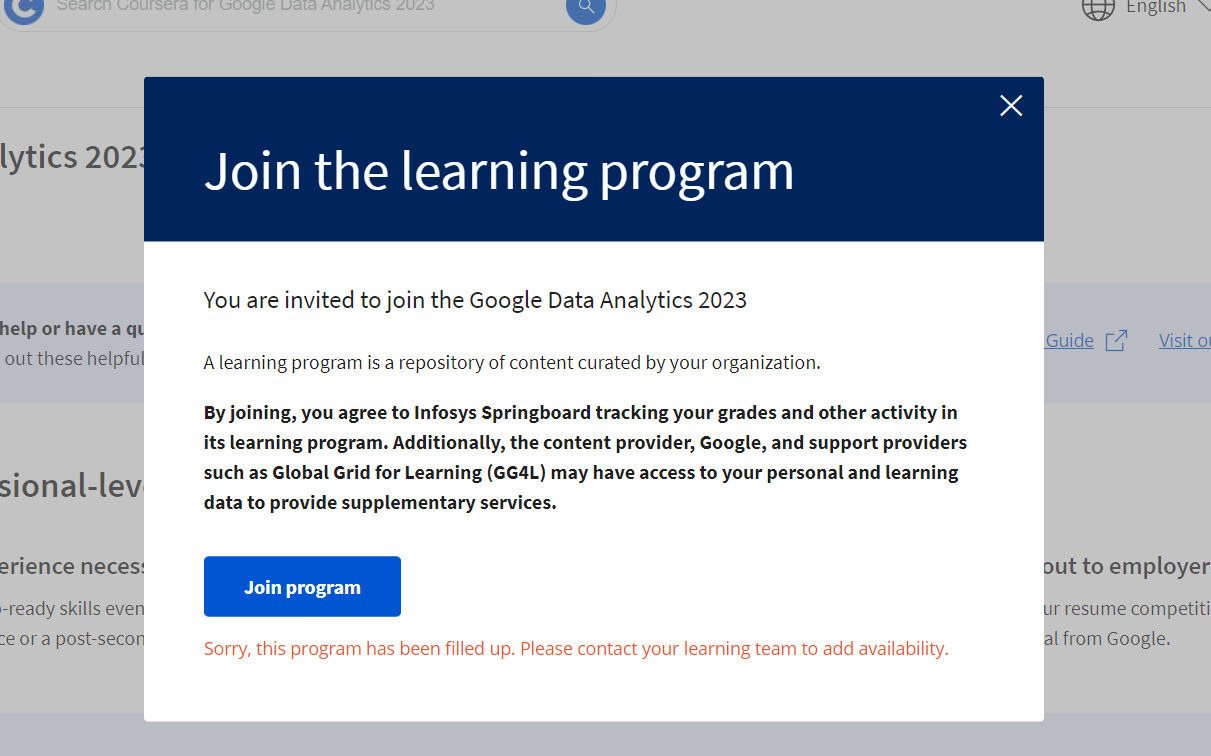 Search Coursera for Google Data Analytics 2023
English
lytics 2023
Join the learning program
You are invited to join the Google Data Analytics 2023
help or have a qu
out these helpful
Guide
Visit ou
A learning program is a repository of content curated by your organization.
By joining, you agree to Infosys Springboard tracking your grades and other activity in
its learning program. Additionally, the content provider, Google, and support providers
such as Global Grid for Learning (GG4L) may have access to your personal and learning
data to provide supplementary services.
sional-leve
erience necess
out to employer
Join program
-ready skills even
ur resume competiti
ce or a post-secon
al from Google.
Sorry, this program has been filled up. Please contact your learning team to add availability.